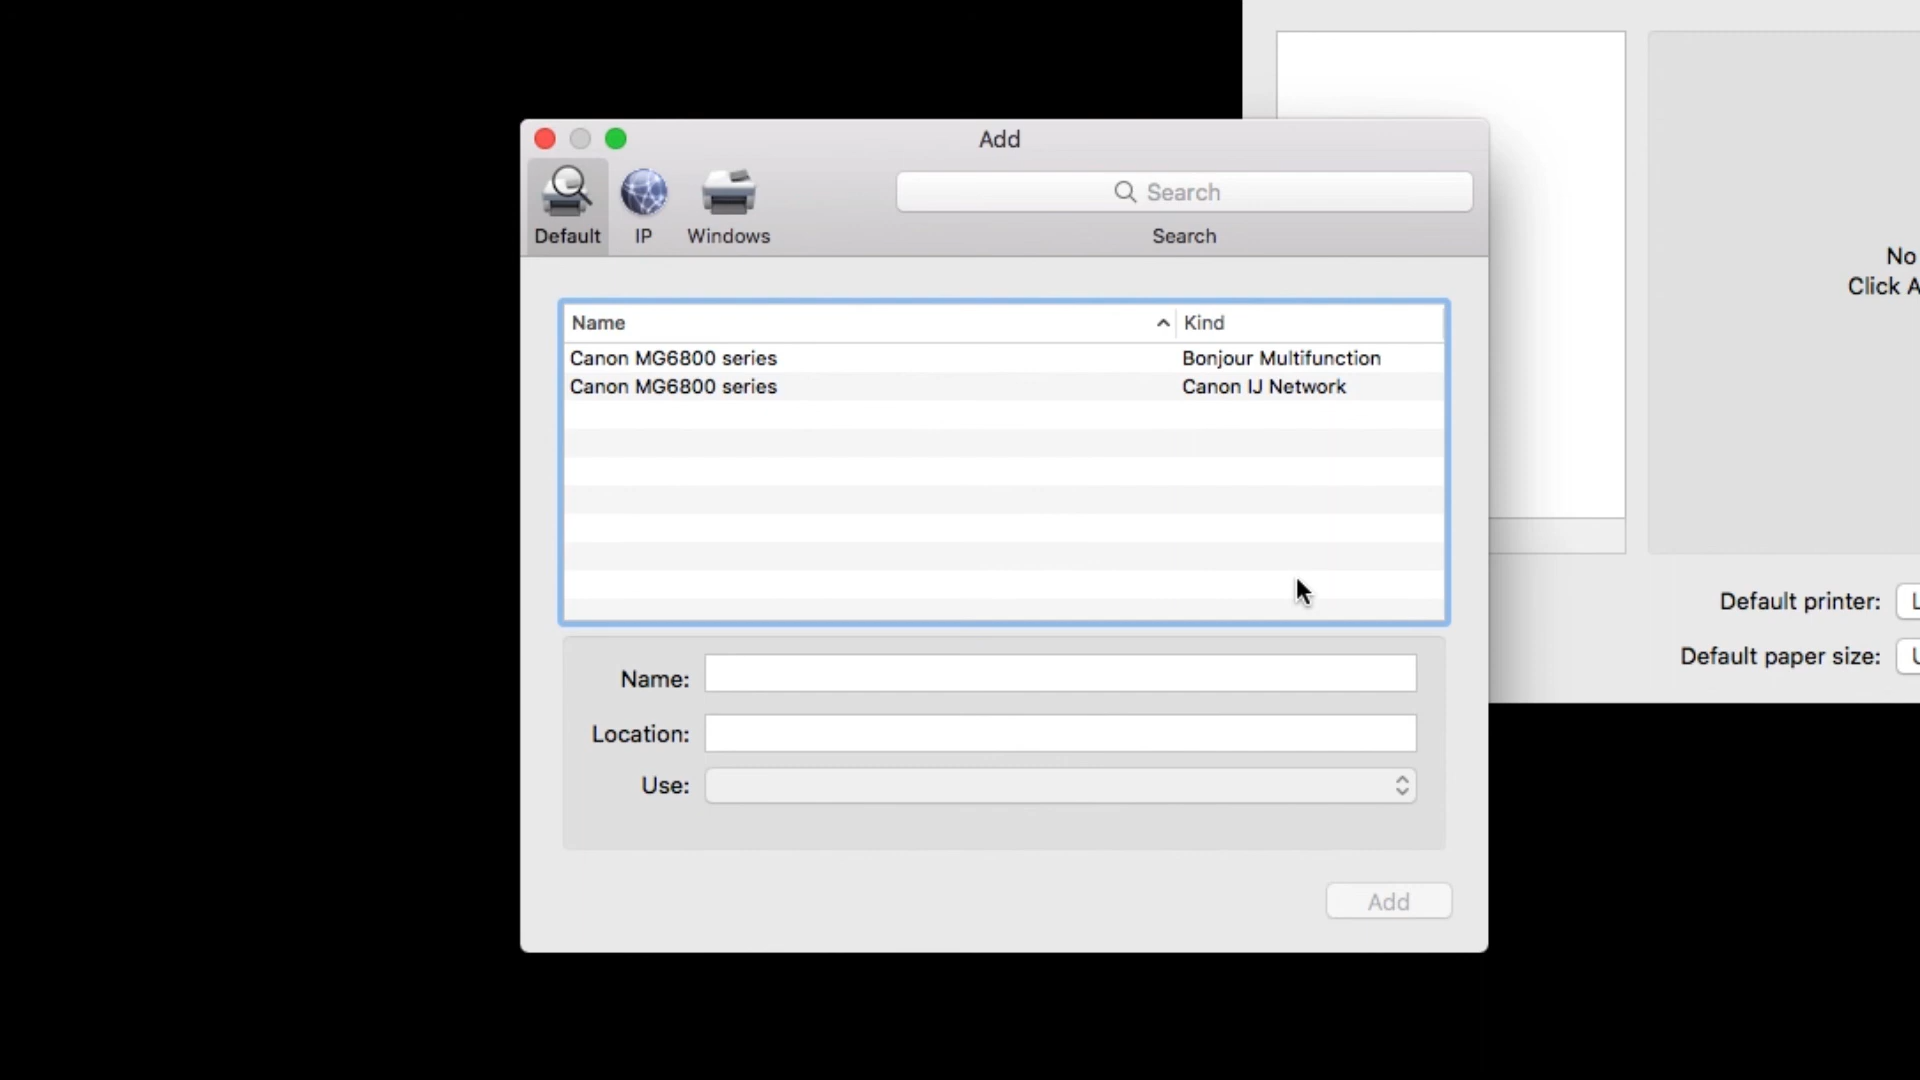 Add
Default
IP
Windows
Search
Search
Name
Kind
Canon MG6800 series
Bonjour Multifunction
Canon MG6800 series
Canon IJ Network
Name:
Location:
Use:
Add
No
Click A
Default printer:
Default paper size: